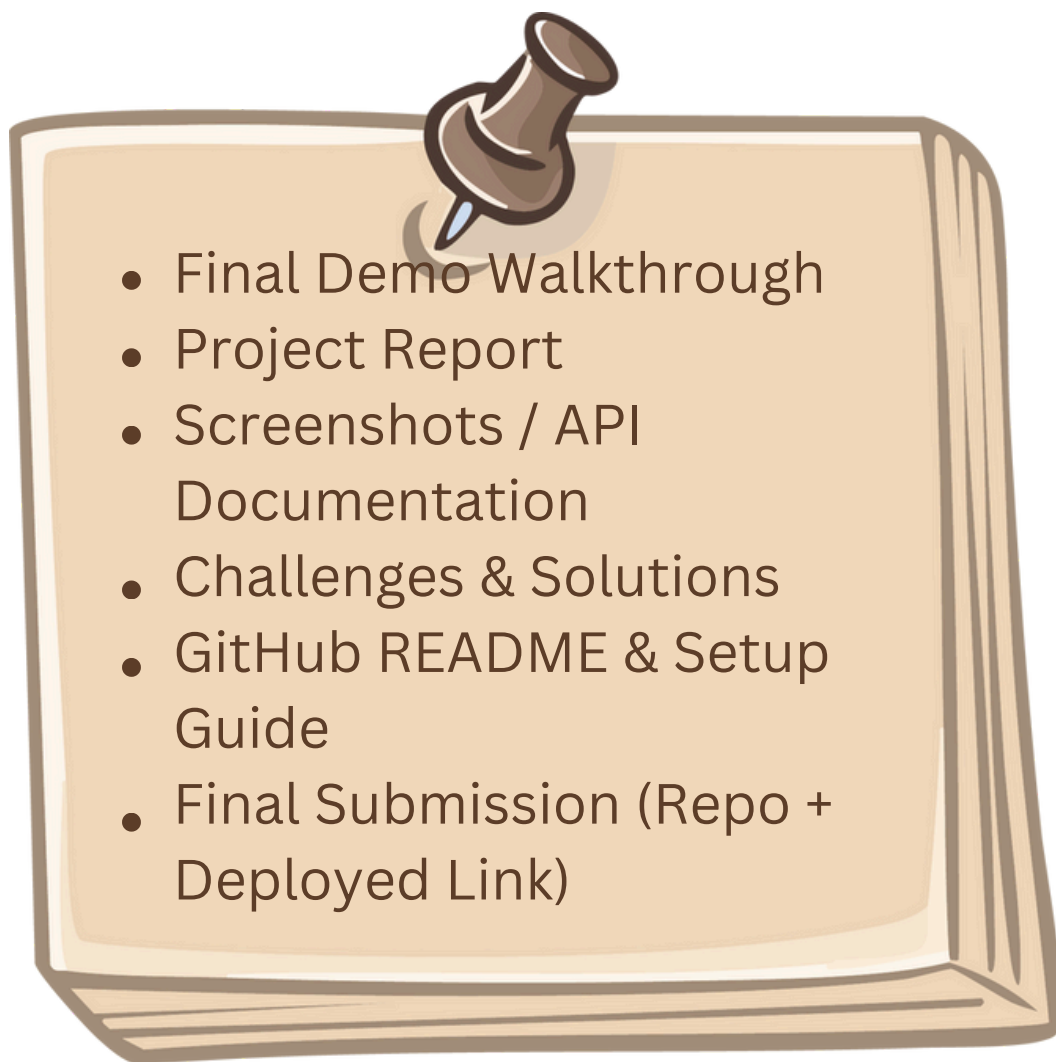 • Final Demo Walkthrough
• Project Report
• Screenshots / API
Documentation
• Challenges & Solutions
• GitHub README & Setup
Guide
• Final Submission (Repo +
Deployed Link)